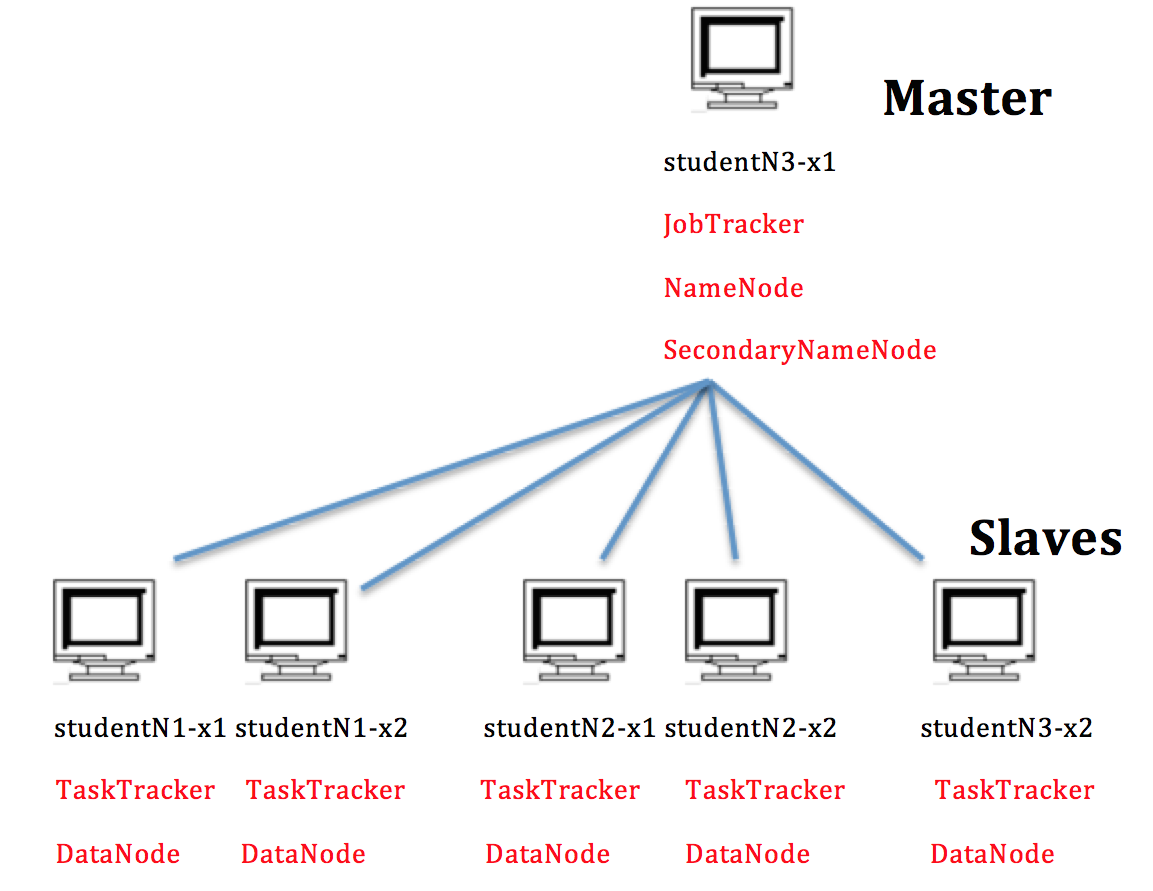 Master
studentN3-x1
JobTracker
NameNode
SecondaryNameNode
Slaves
studentN1-x1 studentN1-x2 studentN2-x1 studentN2-x2 studentN3-x2
TaskTracker TaskTracker TaskTracker TaskTracker TaskTracker
DataNode DataNode DataNode DataNode DataNode